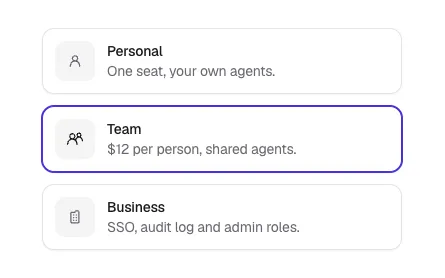 Personal
One seat, your own agents.
Team
$12 per person, shared agents.
Business
SSO, audit log and admin roles.